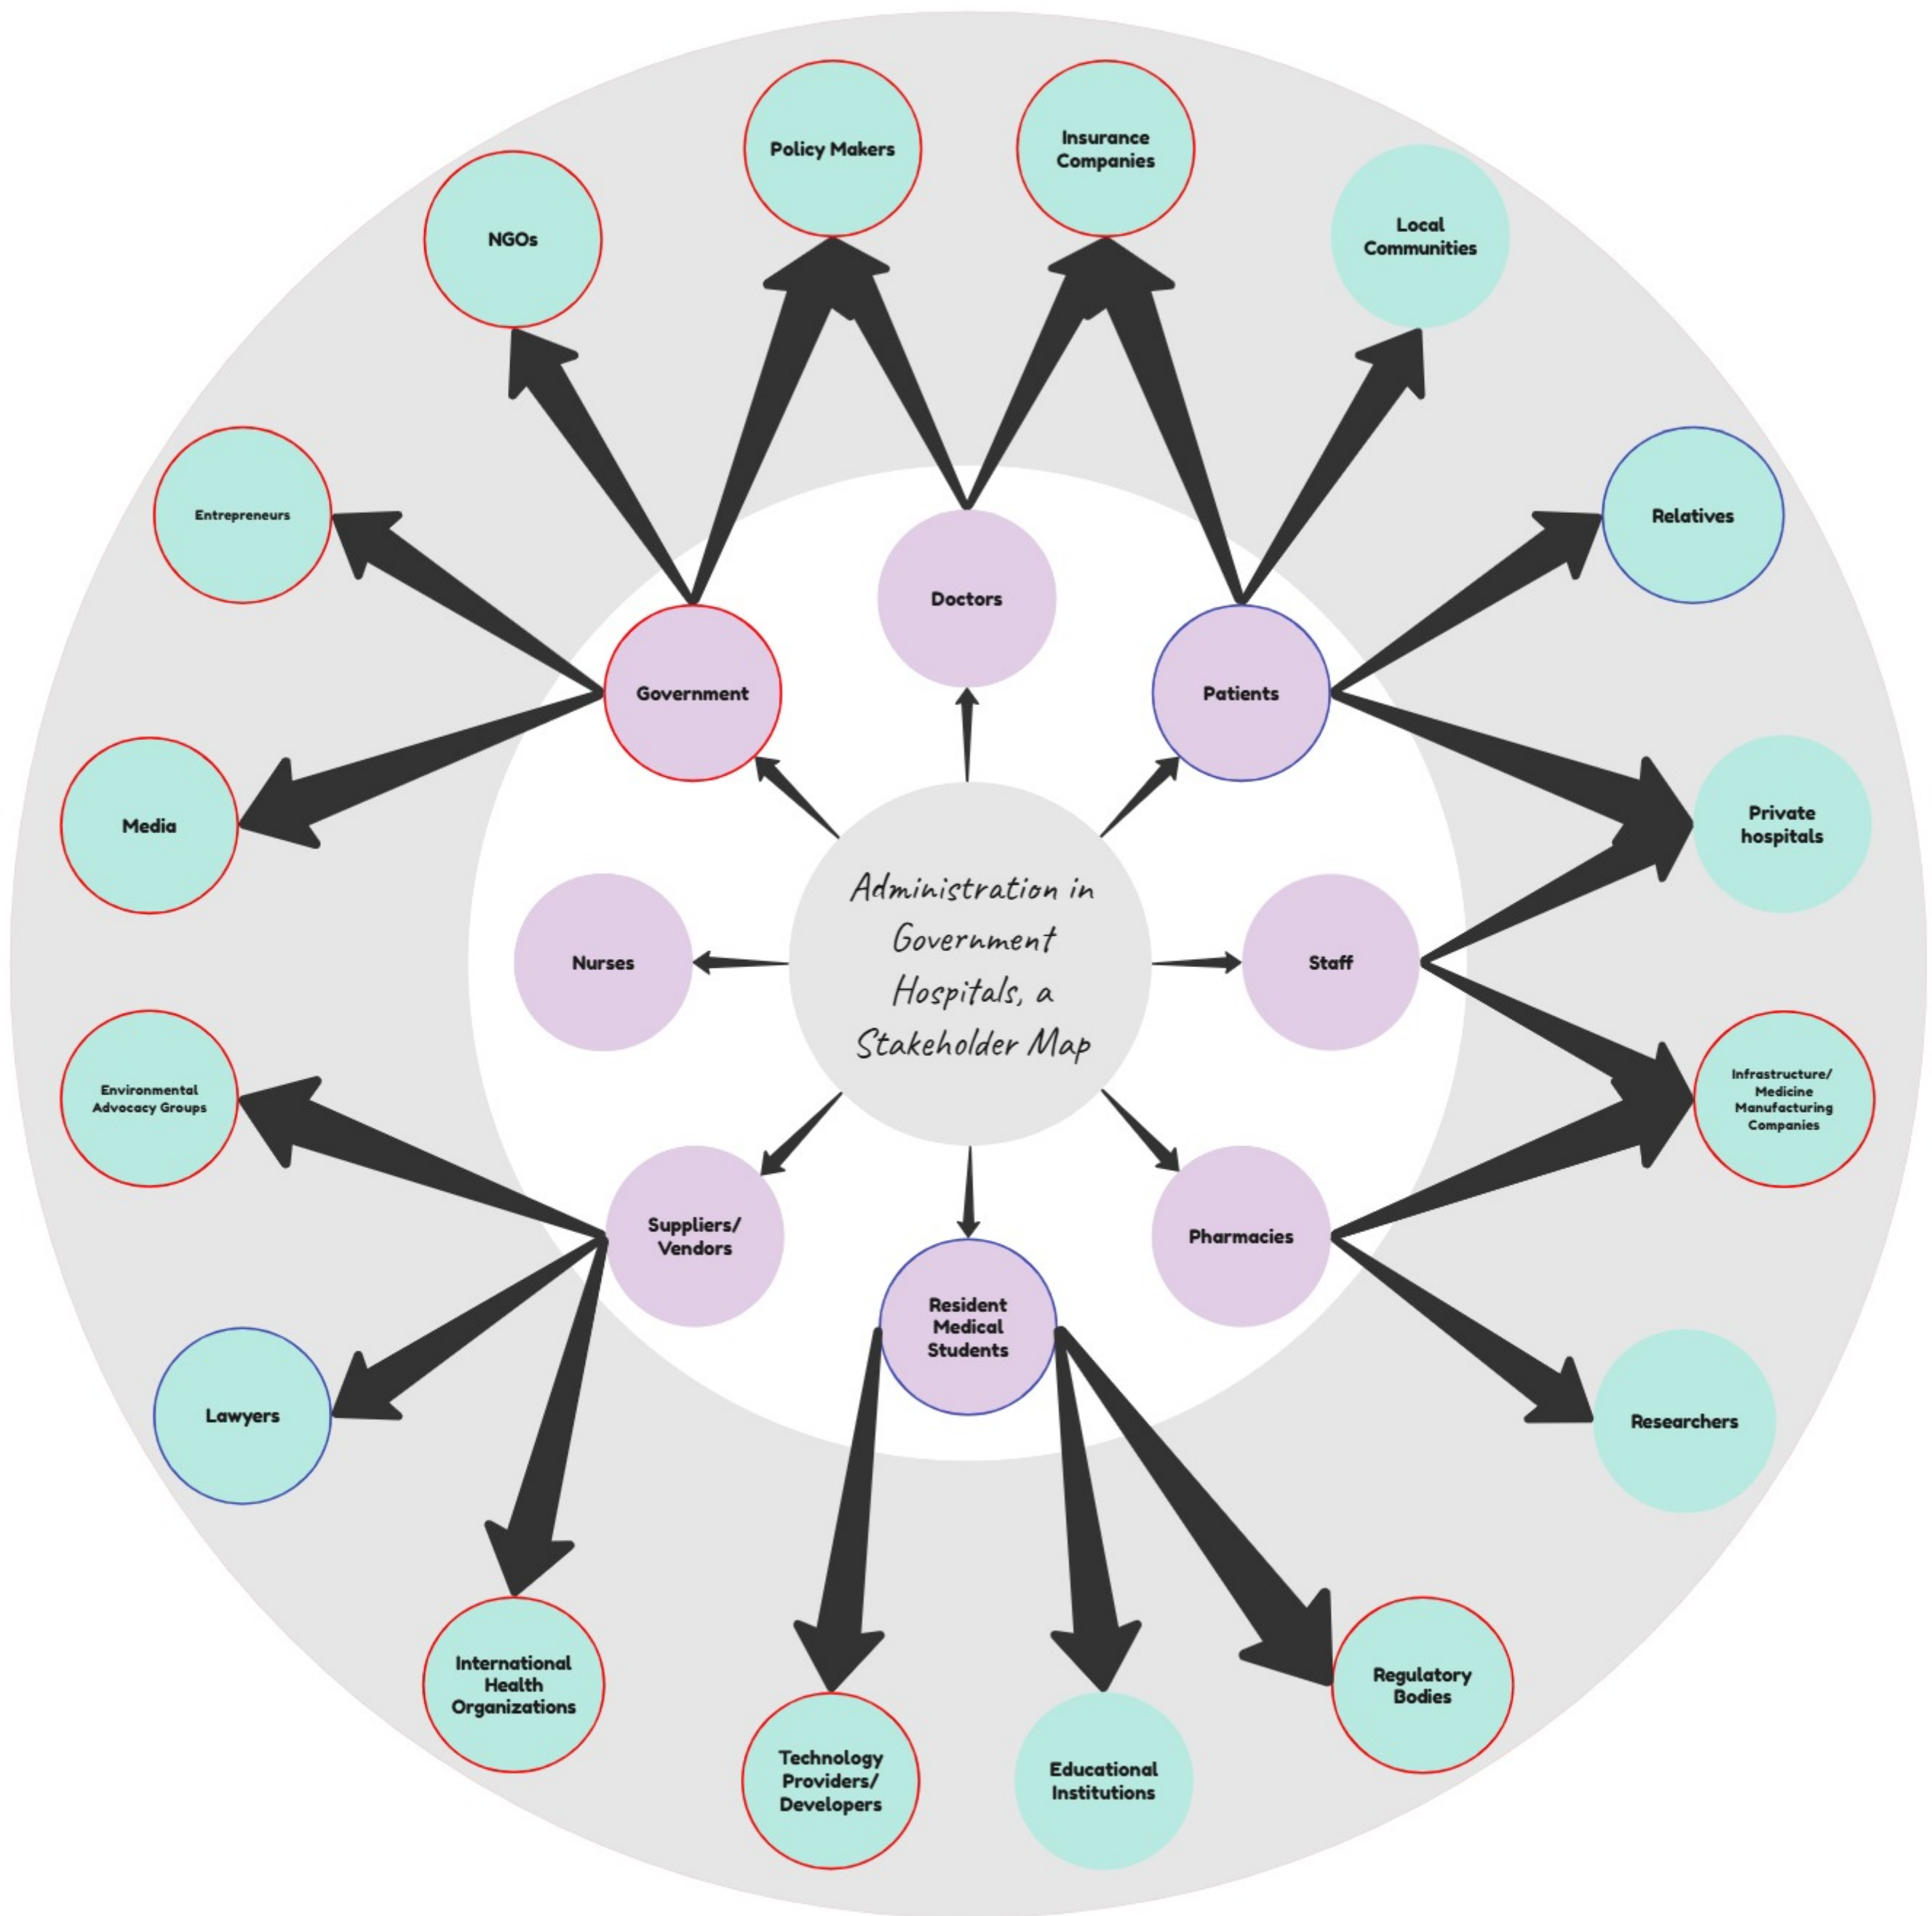 Policy Makers
Insurance
Companies
NGOs
Local
Communities
Entrepreneurs
Relatives
Doctors
Government
Patients
Media
Private
hospitals
Administration in
Government
Hospitals, a
Stakeholder Map
Nurses
Staff
Environmental
Advocacy Groups
Infrastructure/
Medicine
Manufacturing
Companies
Suppliers/
Vendors
Pharmacies
Resident
Medical
Students
Lawyers
Researchers
International
Health
Organizations
Regulatory
Bodies
Technology
Providers/
Developers
Educational
Institutions